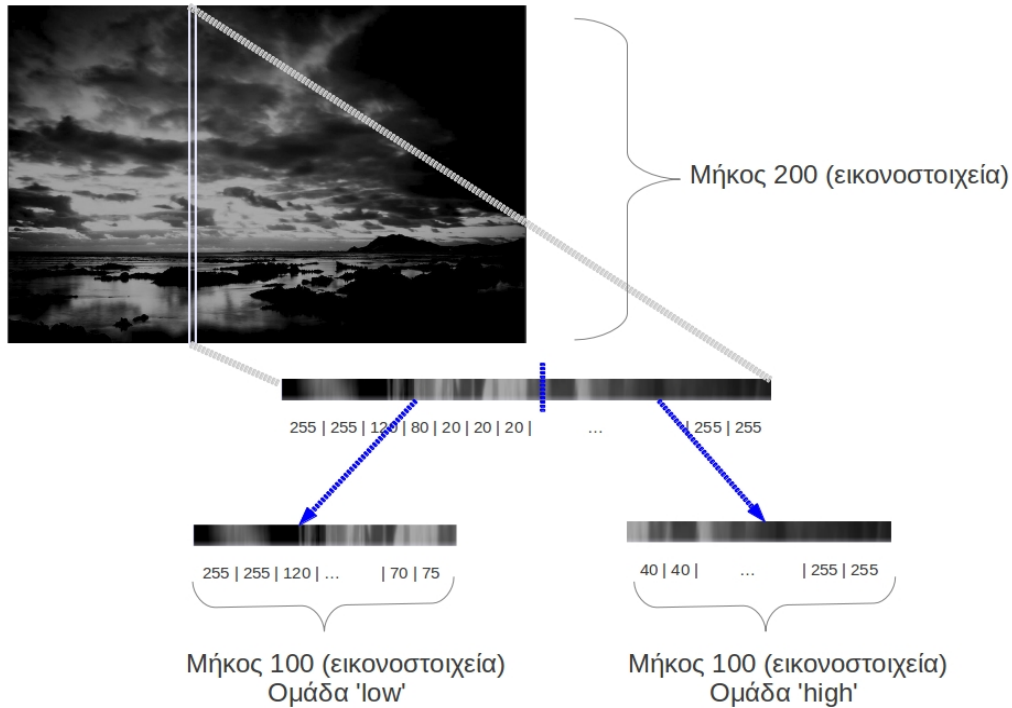 Μήκος 200 (εικονοστοιχεία)
255 | 255 | 120 | 80 | 20 | 20 | 20 | ... | 255 | 255
255 | 255 | 120 | ... | 70 | 75
40 | 40 | ... | 255 | 255
Μήκος 100 (εικονοστοιχεία)
Ομάδα 'low'
Μήκος 100 (εικονοστοιχεία)
Ομάδα 'high'